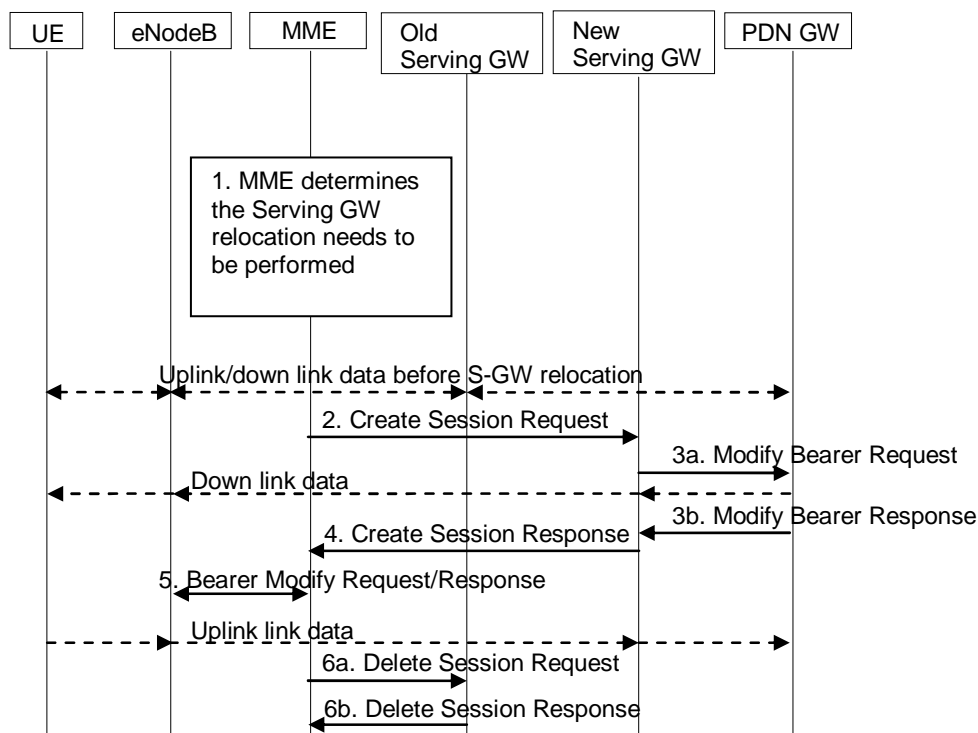 UE
eNodeB
MME
Old
Serving GW
New
Serving GW
PDN GW
1. MME determines
the Serving GW
relocation needs to
be performed
Uplink/down link data before S-GW relocation
2. Create Session Request
3a. Modify Bearer Request
Down link data
3b. Modify Bearer Response
4. Create Session Response
5. Bearer Modify Request/Response
Uplink link data
6a. Delete Session Request
6b. Delete Session Response